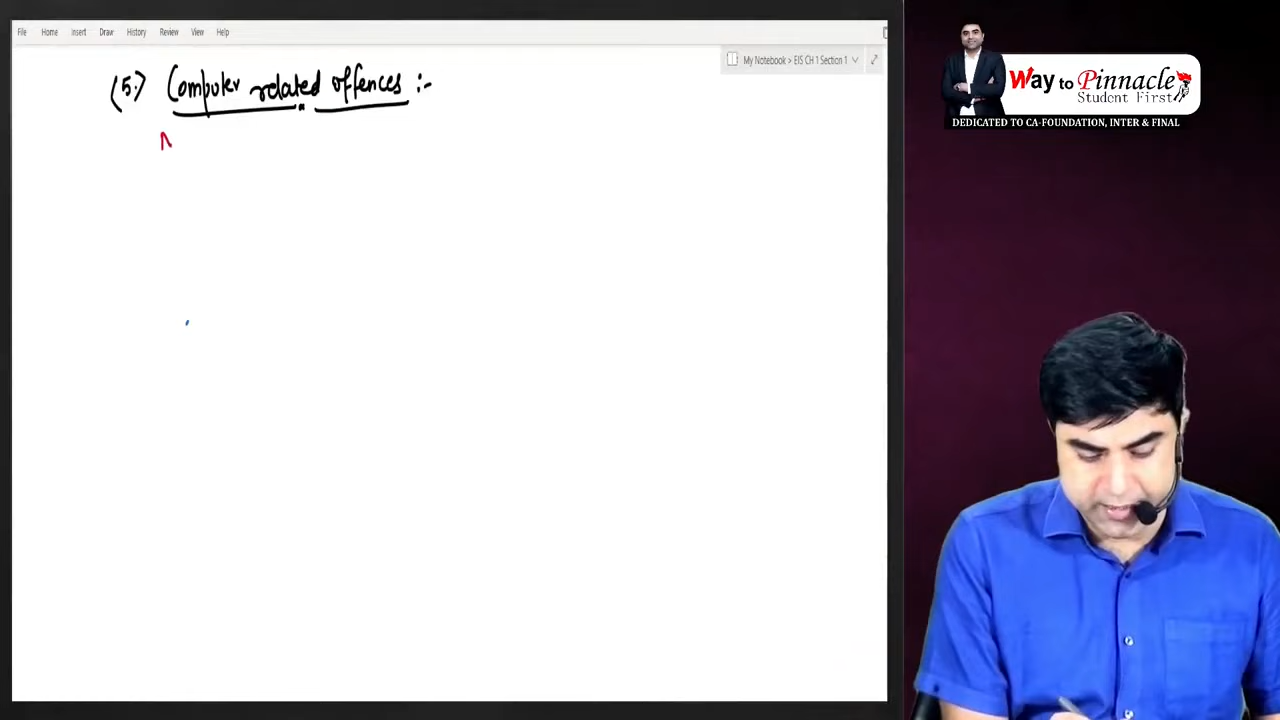 File Home Insert Draw History Review View Help
My Notebook > EIS CH 1 Section 1
(5.) Computer related offences :-
Way to Pinnacle
Student First
DEDICATED TO CA-FOUNDATION, INTER & FINAL